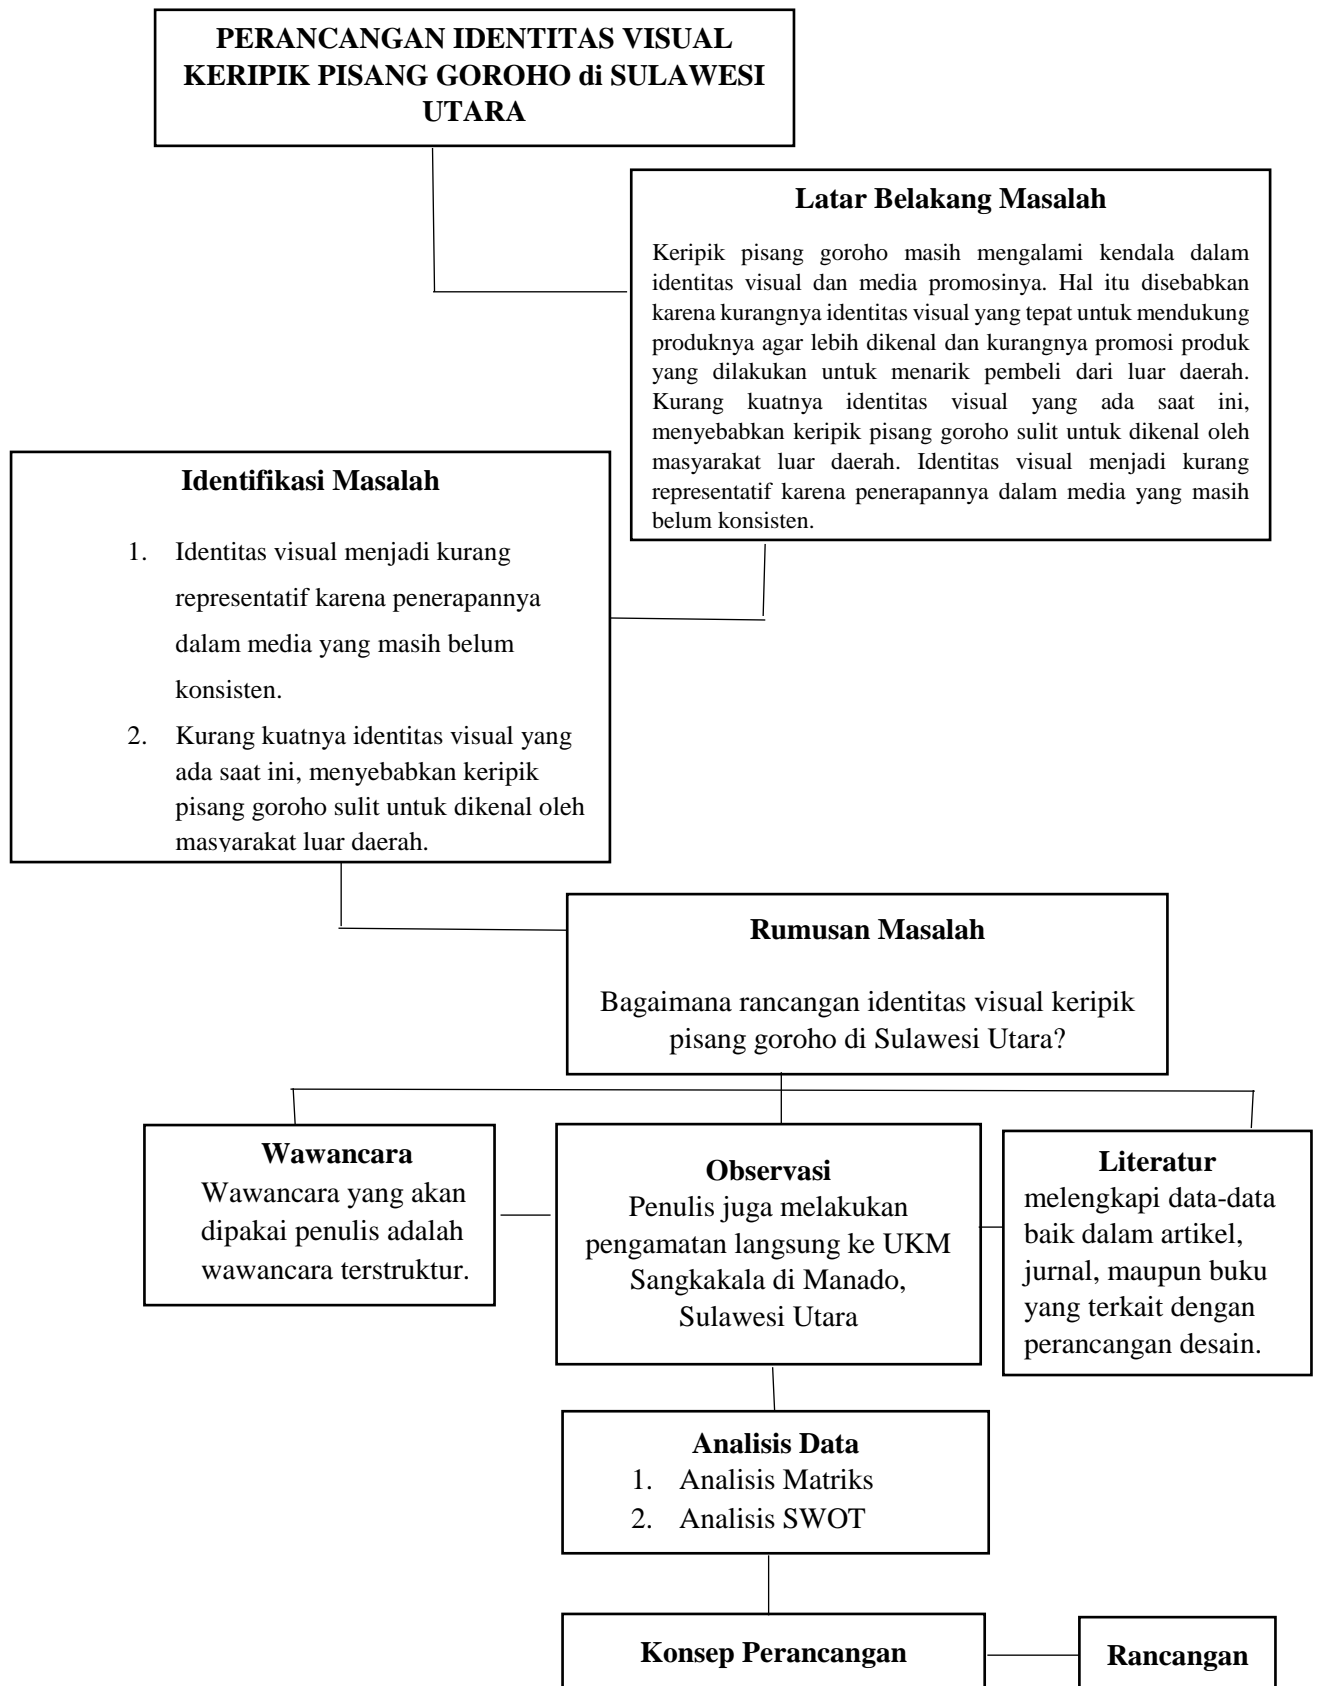 PERANCANGAN IDENTITAS VISUAL
KERIPIK PISANG GOROHO di SULAWESI
UTARA
Latar Belakang Masalah
Keripik pisang goroho masih mengalami kendala dalam
identitas visual dan media promosinya. Hal itu disebabkan
karena kurangnya identitas visual yang tepat untuk mendukung
produknya agar lebih dikenal dan kurangnya promosi produk
yang dilakukan untuk menarik pembeli dari luar daerah.
Kurang kuatnya identitas visual yang ada saat ini,
menyebabkan keripik pisang goroho sulit untuk dikenal oleh
masyarakat luar daerah. Identitas visual menjadi kurang
representatif karena penerapannya dalam media yang masih
belum konsisten.
Identifikasi Masalah
1. Identitas visual menjadi kurang
representatif karena penerapannya
dalam media yang masih belum
konsisten.
2. Kurang kuatnya identitas visual yang
ada saat ini, menyebabkan keripik
pisang goroho sulit untuk dikenal oleh
masyarakat luar daerah.
Rumusan Masalah
Bagaimana rancangan identitas visual keripik
pisang goroho di Sulawesi Utara?
Wawancara
Wawancara yang akan
dipakai penulis adalah
wawancara terstruktur.
Observasi
Penulis juga melakukan
pengamatan langsung ke UKM
Sangkakala di Manado,
Sulawesi Utara
Literatur
melengkapi data-data
baik dalam artikel,
jurnal, maupun buku
yang terkait dengan
perancangan desain.
Analisis Data
1. Analisis Matriks
2. Analisis SWOT
Konsep Perancangan
Rancangan